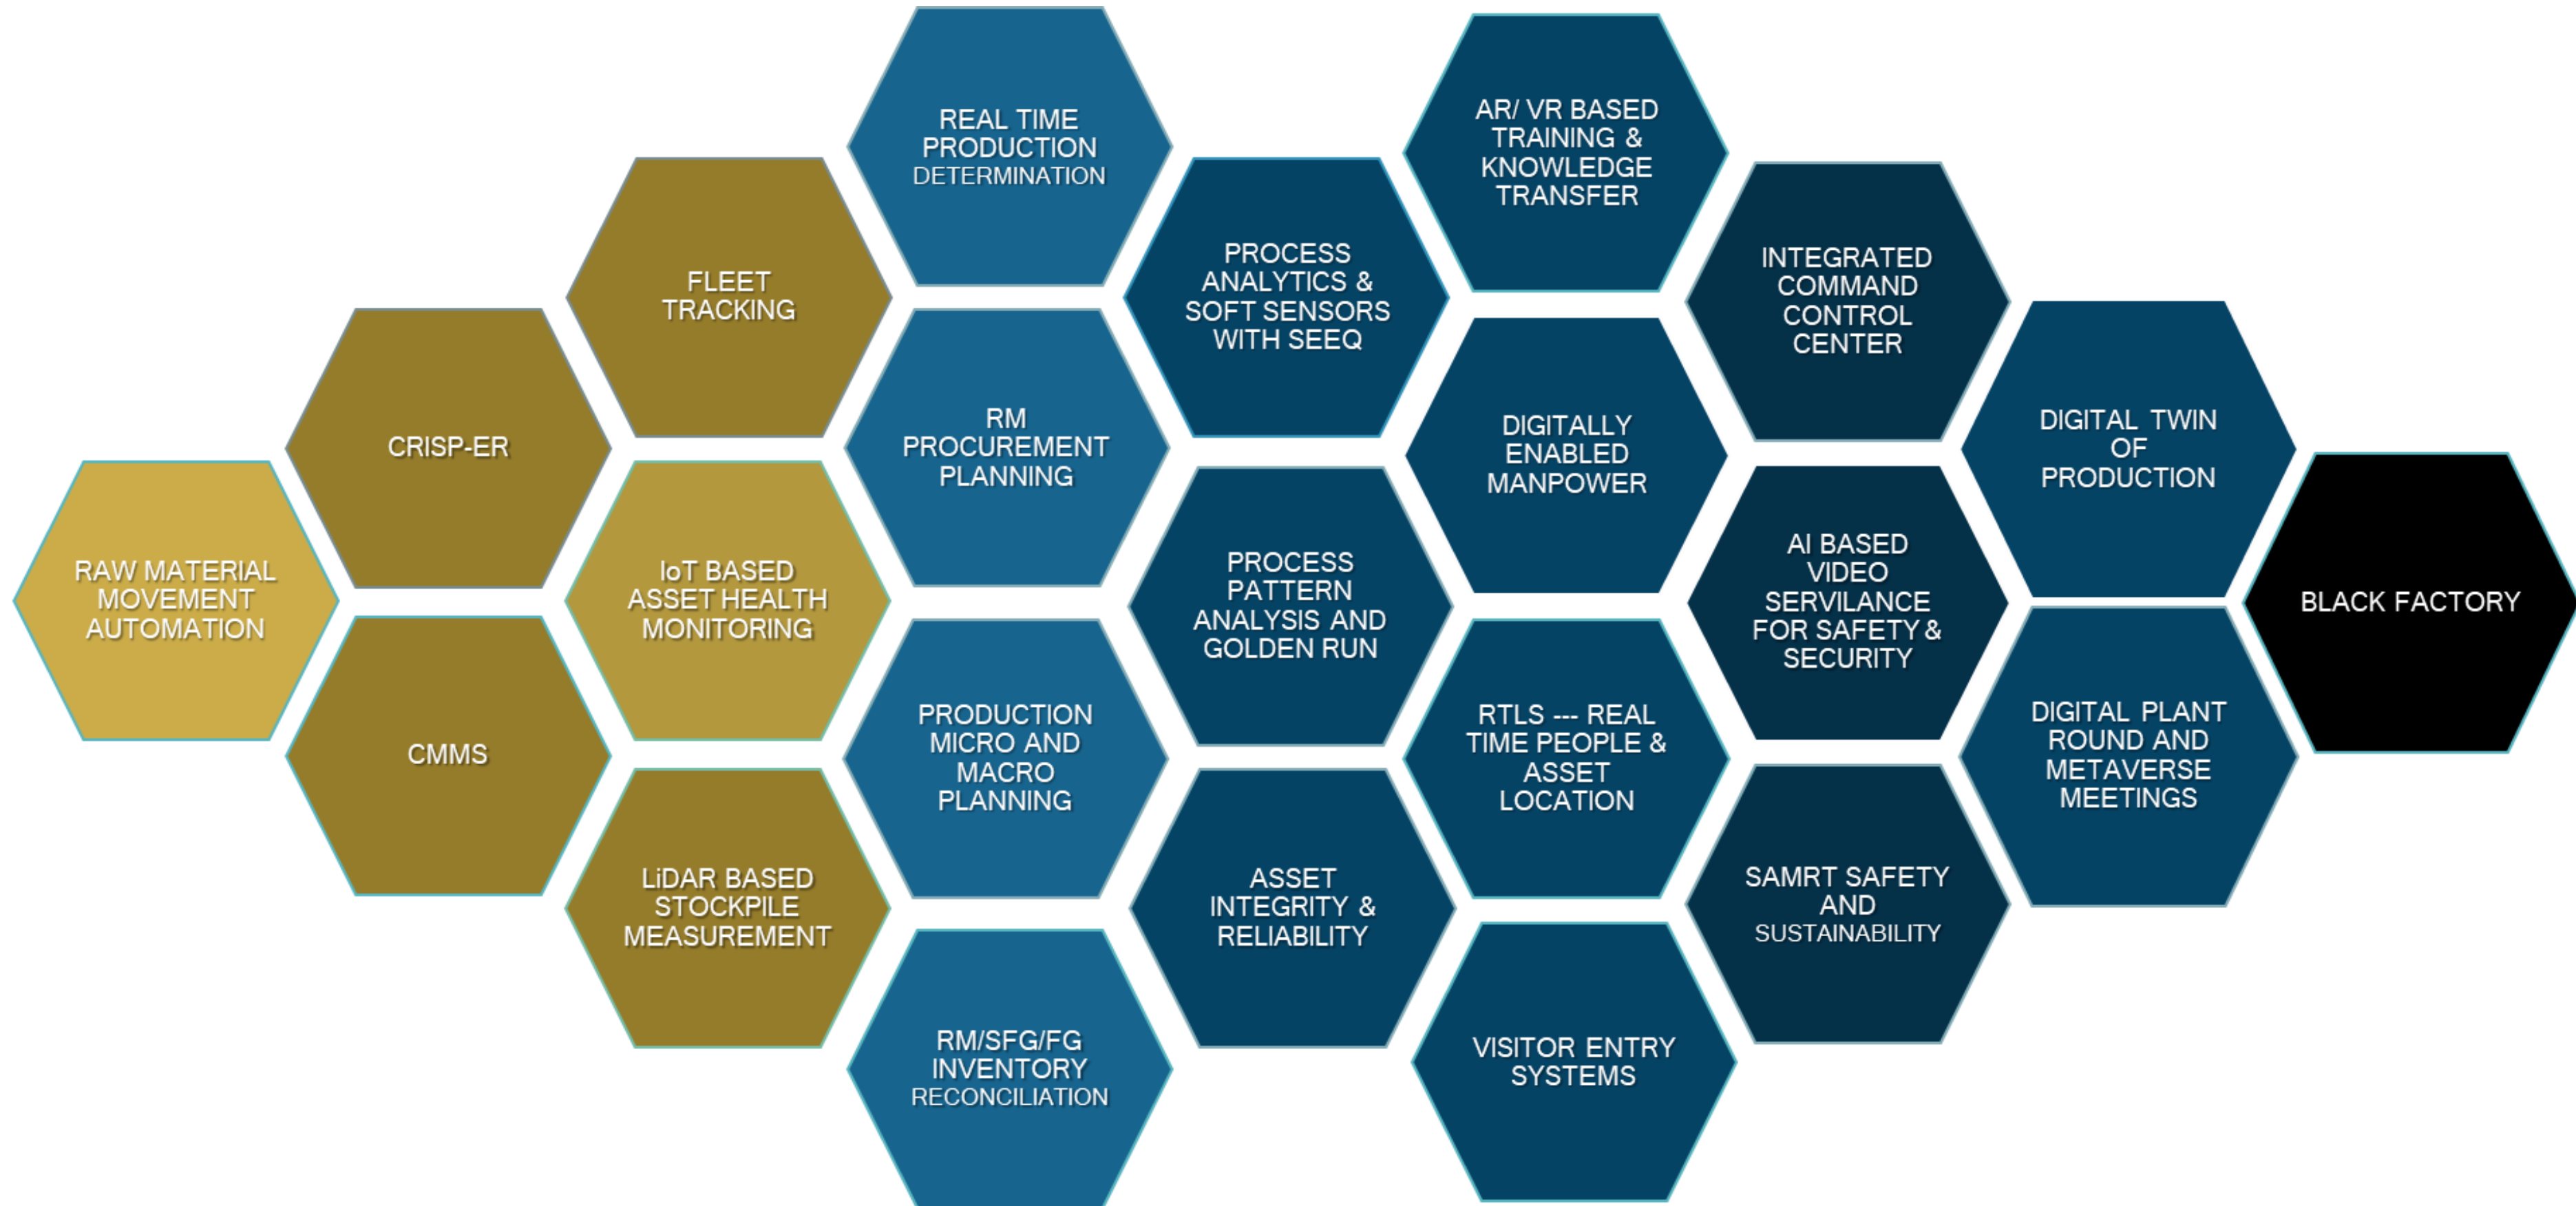 RAW MATERIAL
MOVEMENT
AUTOMATION
CRISP-ER
CMMS
FLEET
TRACKING
IoT BASED
ASSET HEALTH
MONITORING
LiDAR BASED
STOCKPILE
MEASUREMENT
REAL TIME
PRODUCTION
DETERMINATION
RM
PROCUREMENT
PLANNING
PRODUCTION
MICRO AND
MACRO
PLANNING
RM/SFG/FG
INVENTORY
RECONCILIATION
PROCESS
ANALYTICS &
SOFT SENSORS
WITH SEEQ
PROCESS
PATTERN
ANALYSIS AND
GOLDEN RUN
ASSET
INTEGRITY &
RELIABILITY
AR/ VR BASED
TRAINING &
KNOWLEDGE
TRANSFER
DIGITALLY
ENABLED
MANPOWER
RTLS --- REAL
TIME PEOPLE &
ASSET
LOCATION
VISITOR ENTRY
SYSTEMS
INTEGRATED
COMMAND
CONTROL
CENTER
AI BASED
VIDEO
SERVILANCE
FOR SAFETY &
SECURITY
SAMRT SAFETY
AND
SUSTAINABILITY
DIGITAL TWIN
OF
PRODUCTION
DIGITAL PLANT
ROUND AND
METAVERSE
MEETINGS
BLACK FACTORY